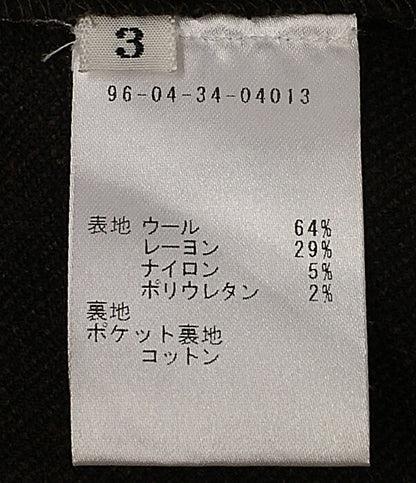 3
96-04-34-04013
表地 ウール 64%
レーヨン 29%
ナイロン 5%
ポリウレタン 2%
裏地
ポケット裏地
コットン